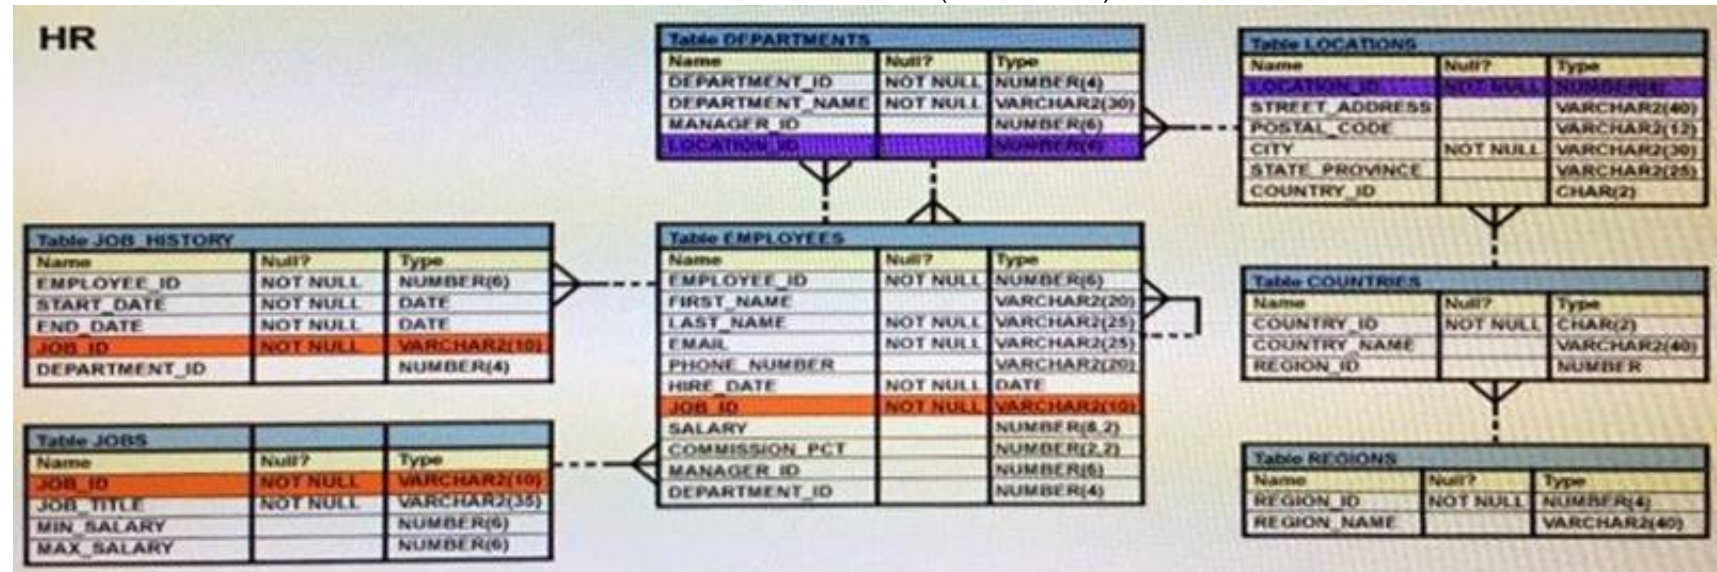 HR
Table DEPARTMENTS
Name Null? Type
DEPARTMENT_ID NOT NULL NUMBER(4)
DEPARTMENT_NAME NOT NULL VARCHAR2(30)
MANAGER_ID NUMBER(6)
LOCATION_ID NUMBER(4)
Table LOCATIONS
Name Null? Type
LOCATION_ID NOT NULL NUMBER(4)
STREET_ADDRESS VARCHAR2(40)
POSTAL_CODE VARCHAR2(12)
CITY NOT NULL VARCHAR2(30)
STATE_PROVINCE VARCHAR2(25)
COUNTRY_ID CHAR(2)
Table JOB_HISTORY
Name Null? Type
EMPLOYEE_ID NOT NULL NUMBER(6)
START_DATE NOT NULL DATE
END_DATE NOT NULL DATE
JOB_ID NOT NULL VARCHAR2(10)
DEPARTMENT_ID NUMBER(4)
Table EMPLOYEES
Name Null? Type
EMPLOYEE_ID NOT NULL NUMBER(6)
FIRST_NAME VARCHAR2(20)
LAST_NAME NOT NULL VARCHAR2(25)
EMAIL NOT NULL VARCHAR2(25)
PHONE_NUMBER VARCHAR2(20)
HIRE_DATE NOT NULL DATE
JOB_ID NOT NULL VARCHAR2(10)
SALARY NUMBER(8,2)
COMMISSION_PCT NUMBER(2,2)
MANAGER_ID NUMBER(6)
DEPARTMENT_ID NUMBER(4)
Table COUNTRIES
Name Null? Type
COUNTRY_ID NOT NULL CHAR(2)
COUNTRY_NAME VARCHAR2(40)
REGION_ID NUMBER
Table JOBS
Name Null? Type
JOB_ID NOT NULL VARCHAR2(10)
JOB_TITLE NOT NULL VARCHAR2(35)
MIN_SALARY NUMBER(6)
MAX_SALARY NUMBER(6)
Table REGIONS
Name Null? Type
REGION_ID NOT NULL NUMBER(4)
REGION_NAME VARCHAR2(40)